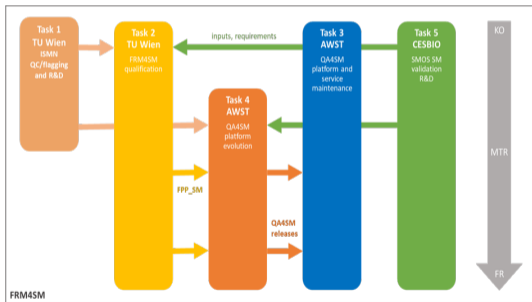 Task 1
TU Wien
ISMN
QC/flagging
and R&D
Task 2
TU Wien
FRM4SM
qualification
inputs, requirements
Task 3
AWST
QA4SM
platform and
service
maintenance
Task 5
CESBIO
SMOS SM
validation
R&D
KO
Task 4
AWST
QA4SM
platform
evolution
MTR
FPP_SM
QA4SM
releases
FR
FRM4SM